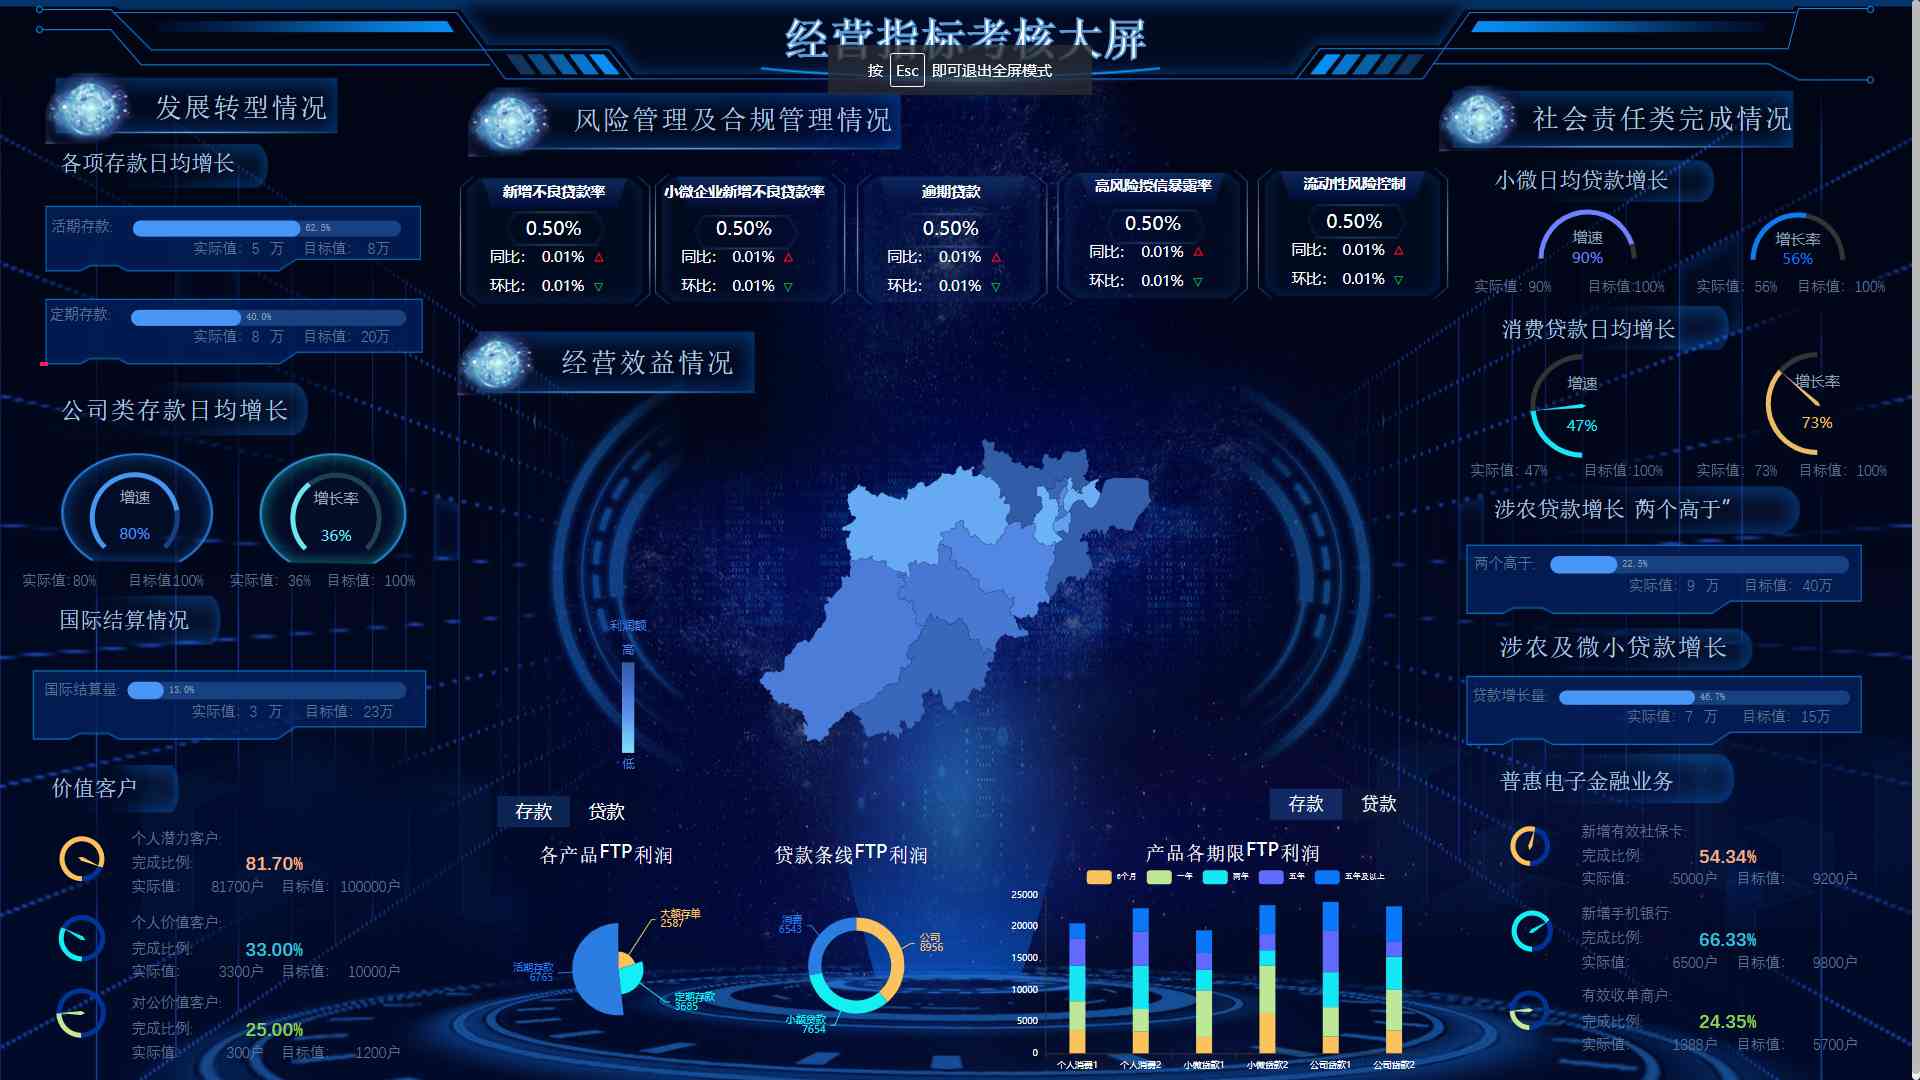 经营指标考核大屏
按 Esc 即可退出全屏模式
发展转型情况
各项存款日均增长
活期存款:
62.5%
实际值: 5 万 目标值: 8万
定期存款:
40.0%
实际值: 8 万 目标值: 20万
公司类存款日均增长
增速
80%
增长率
36%
实际值:80% 目标值100% 实际值: 36% 目标值: 100%
国际结算情况
国际结算量:
13.0%
实际值: 3 万 目标值: 23万
价值客户
个人潜力客户:
完成比例: 81.70%
实际值: 81700户 目标值: 100000户
个人价值客户:
完成比例: 33.00%
实际值: 3300户 目标值: 10000户
对公价值客户:
完成比例: 25.00%
实际值: 300户 目标值: 1200户
风险管理及合规管理情况
新增不良贷款率
0.50%
同比: 0.01% △
环比: 0.01% ▽
小微企业新增不良贷款率
0.50%
同比: 0.01% △
环比: 0.01% ▽
逾期贷款
0.50%
同比: 0.01% △
环比: 0.01% ▽
高风险授信暴露率
0.50%
同比: 0.01% △
环比: 0.01% ▽
流动性风险控制
0.50%
同比: 0.01% △
环比: 0.01% ▽
经营效益情况
利润额
高
低
存款 贷款
各产品FTP利润
大额存单
2587
活期存款
6765
定期存款
3685
贷款条线FTP利润
消费
6543
公司
8956
小额贷款
7654
存款 贷款
产品各期限FTP利润
6个月 一年 两年 五年 五年及以上
25000
20000
15000
10000
5000
0
个人消费1 个人消费2 小微贷款1 小微贷款2 公司贷款1 公司贷款2
社会责任类完成情况
小微日均贷款增长
增速
90%
增长率
56%
实际值: 90% 目标值:100% 实际值: 56% 目标值: 100%
消费贷款日均增长
增速
47%
增长率
73%
实际值: 47% 目标值:100% 实际值: 73% 目标值: 100%
涉农贷款增长“两个高于”
两个高于:
22.5%
实际值: 9 万 目标值: 40万
涉农及微小贷款增长
贷款增长量:
46.7%
实际值: 7 万 目标值: 15万
普惠电子金融业务
新增有效社保卡:
完成比例: 54.34%
实际值: 5000户 目标值: 9200户
新增手机银行:
完成比例: 66.33%
实际值: 6500户 目标值: 9800户
有效收单商户:
完成比例: 24.35%
实际值: 1388户 目标值: 5700户